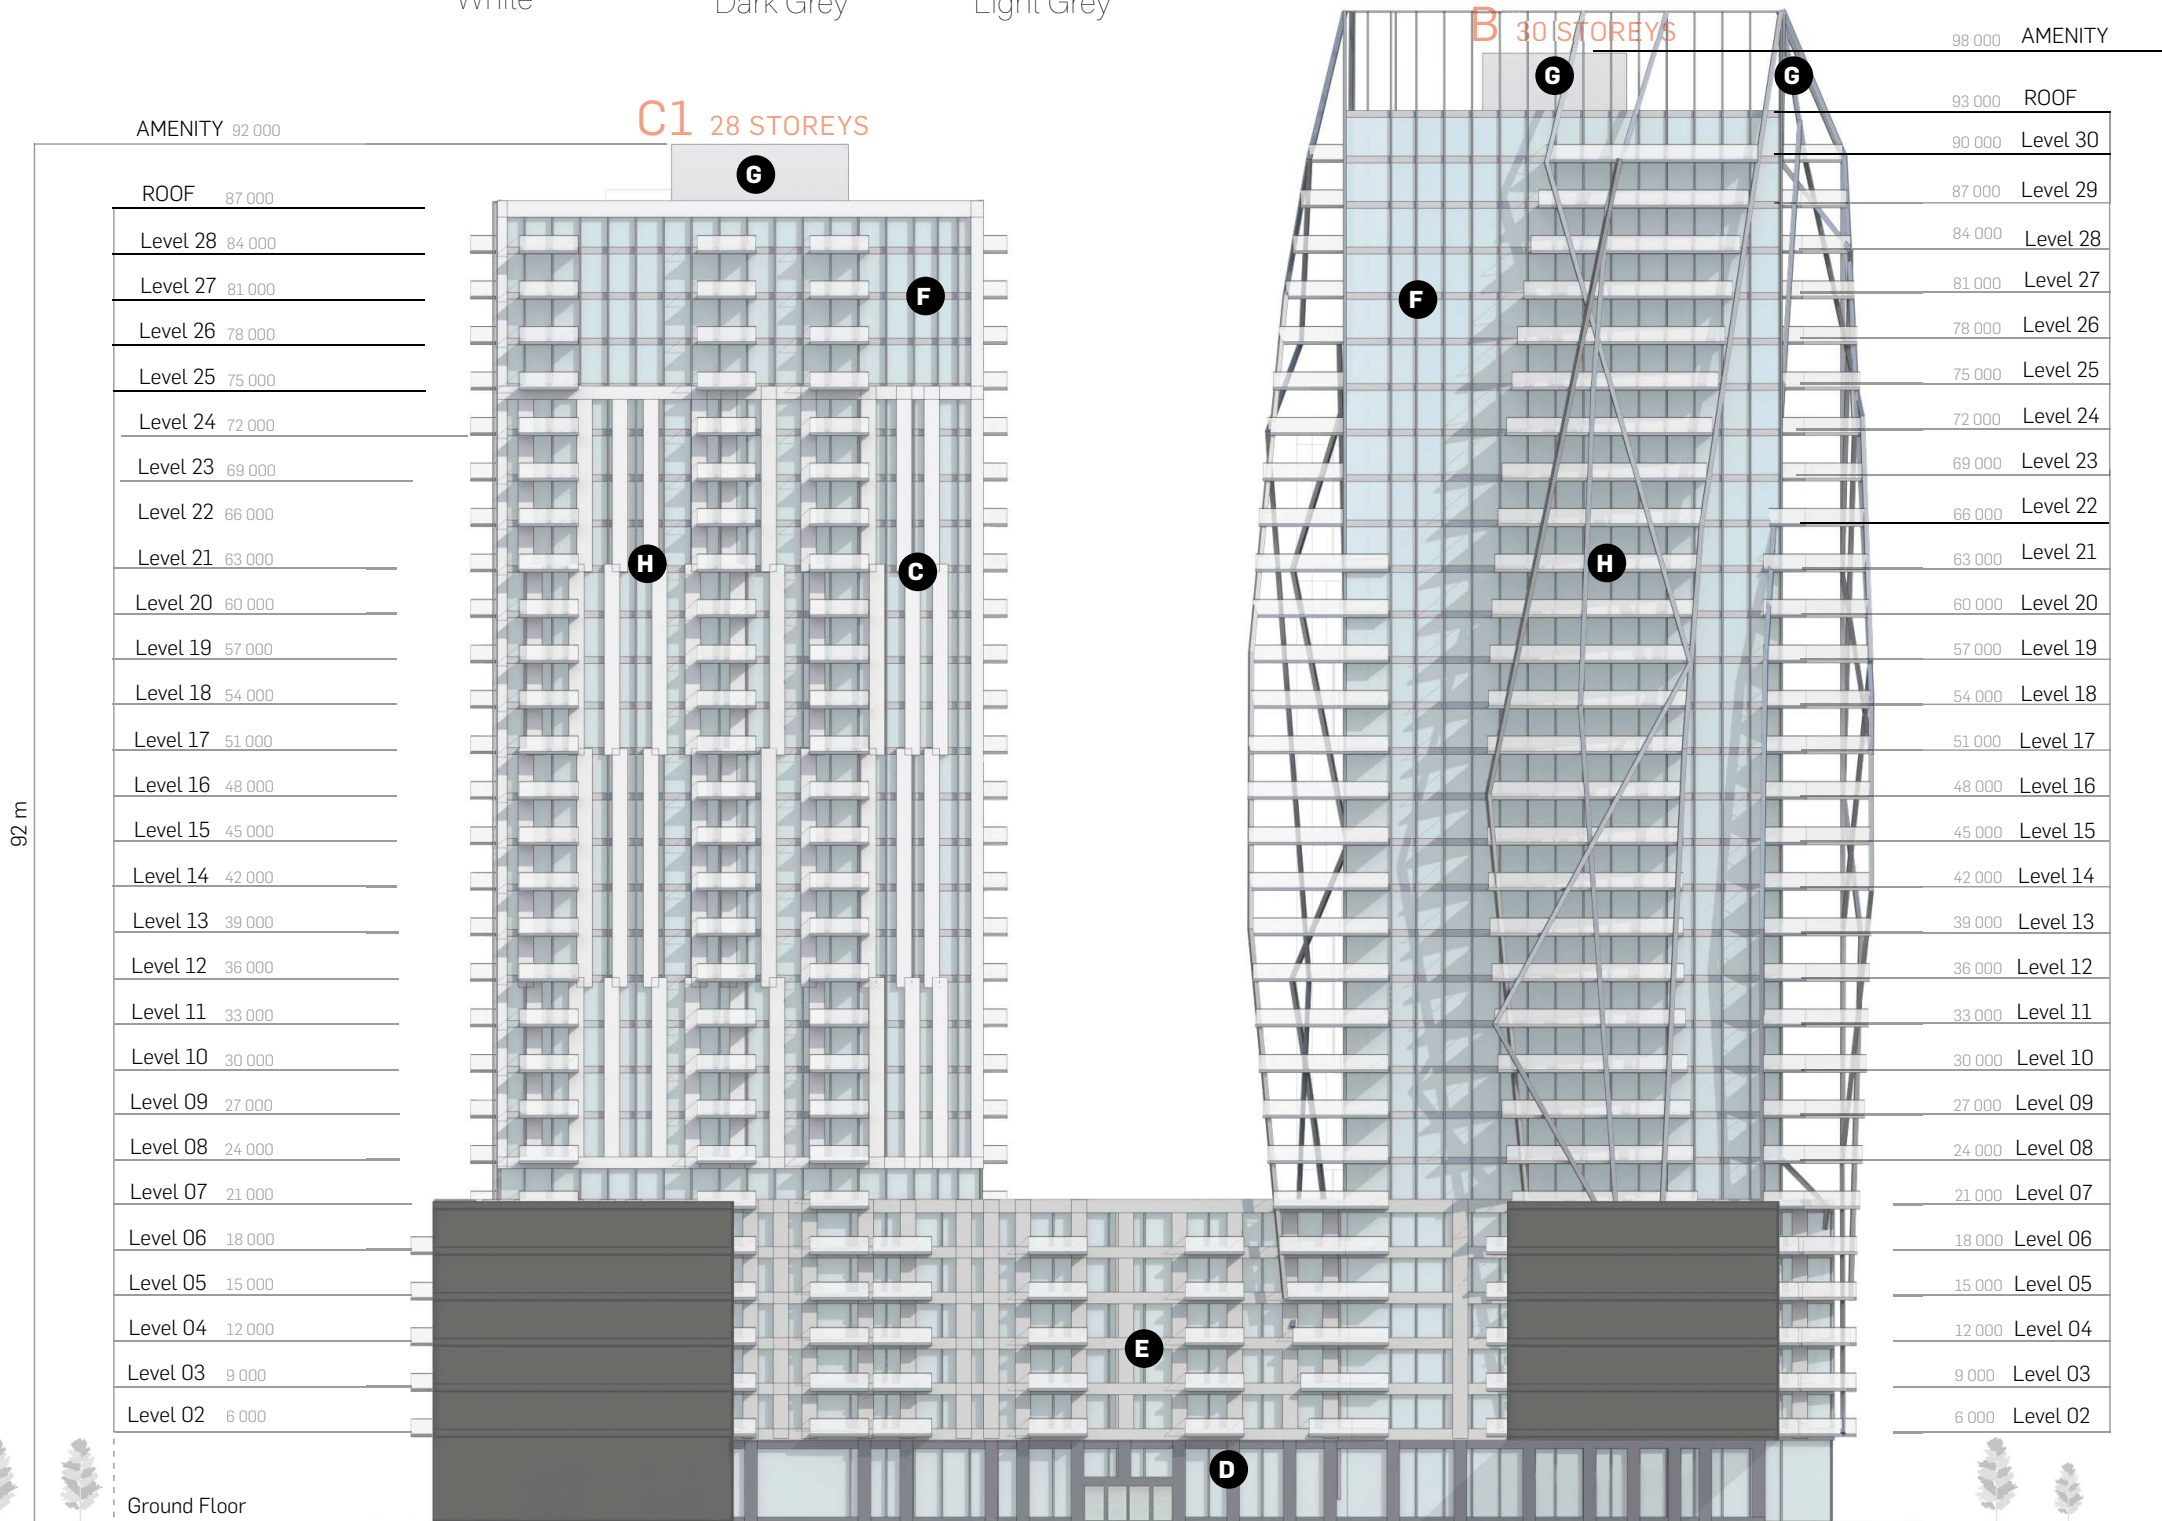 White Dark Grey Light Grey
B 30 STOREYS
C1 28 STOREYS
AMENITY 92 000
ROOF 87 000
Level 28 84 000
Level 27 81 000
Level 26 78 000
Level 25 75 000
Level 24 72 000
Level 23 69 000
Level 22 66 000
Level 21 63 000
Level 20 60 000
Level 19 57 000
Level 18 54 000
Level 17 51 000
Level 16 48 000
Level 15 45 000
Level 14 42 000
Level 13 39 000
Level 12 36 000
Level 11 33 000
Level 10 30 000
Level 09 27 000
Level 08 24 000
Level 07 21 000
Level 06 18 000
Level 05 15 000
Level 04 12 000
Level 03 9 000
Level 02 6 000
Ground Floor
92 m
G
F
H
C
G
G
F
H
E
D
98 000 AMENITY
93 000 ROOF
90 000 Level 30
87 000 Level 29
84 000 Level 28
81 000 Level 27
78 000 Level 26
75 000 Level 25
72 000 Level 24
69 000 Level 23
66 000 Level 22
63 000 Level 21
60 000 Level 20
57 000 Level 19
54 000 Level 18
51 000 Level 17
48 000 Level 16
45 000 Level 15
42 000 Level 14
39 000 Level 13
36 000 Level 12
33 000 Level 11
30 000 Level 10
27 000 Level 09
24 000 Level 08
21 000 Level 07
18 000 Level 06
15 000 Level 05
12 000 Level 04
9 000 Level 03
6 000 Level 02